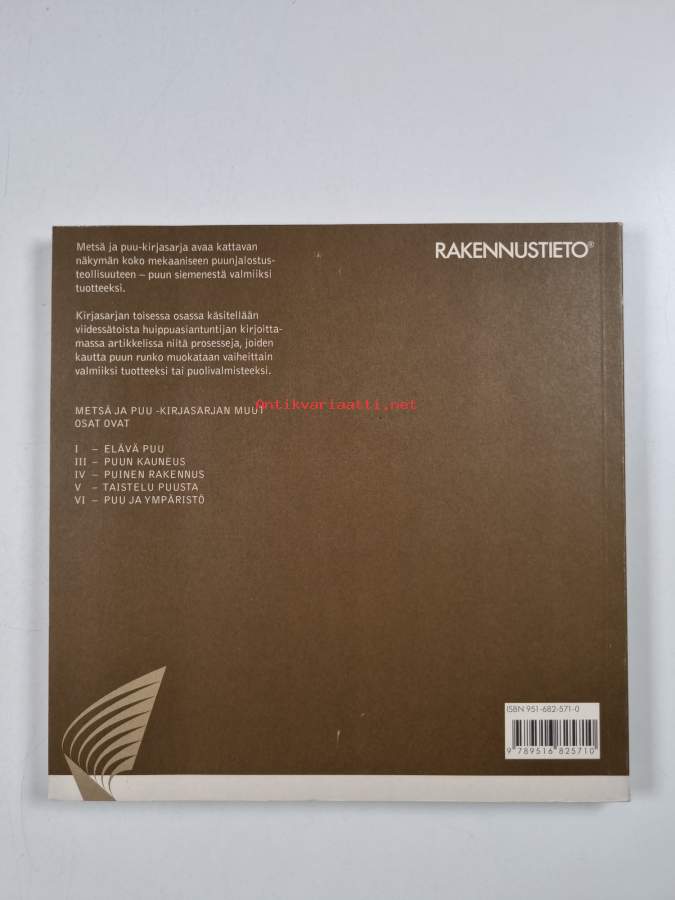 Metsä ja puu-kirjasarja avaa kattavan
näkymän koko mekaaniseen puunjalostus-
teollisuuteen – puun siemenestä valmiiksi
tuotteeksi.
Kirjasarjan toisessa osassa käsitellään
viidessätoista huippuasiantuntijan kirjoitta-
massa artikkelissa niitä prosesseja, joiden
kautta puun runko muokataan vaiheittain
valmiiksi tuotteeksi tai puolivalmisteeksi.
METSÄ JA PUU -KIRJASARJAN MUUT
OSAT OVAT
I – ELÄVÄ PUU
III – PUUN KAUNEUS
IV – PUINEN RAKENNUS
V – TAISTELU PUUSTA
VI – PUU JA YMPÄRISTÖ
RAKENNUSTIETO®
Antikvariaatti.net
ISBN 951-682-571-0
9 789516 825710